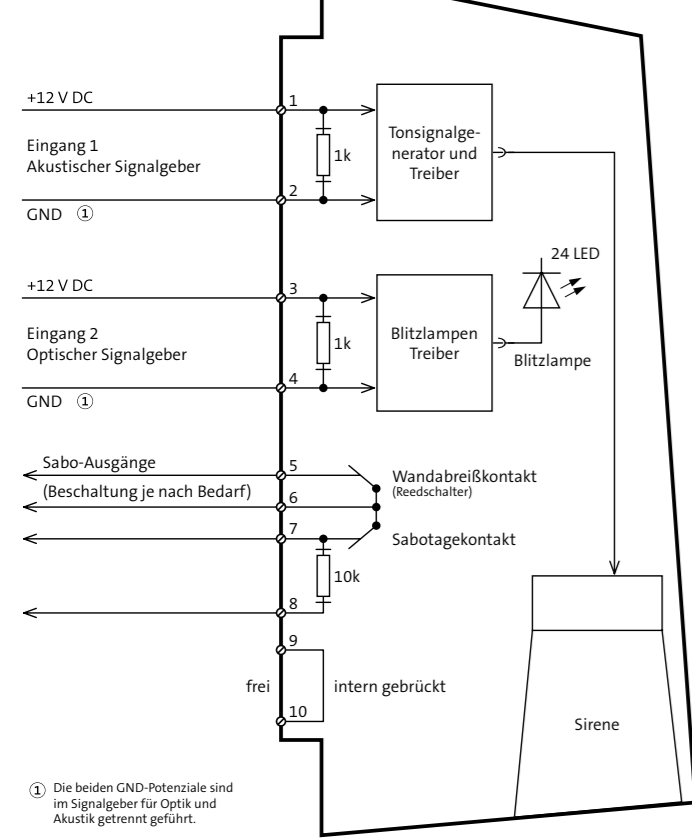 +12 V DC
1
Eingang 1
Akustischer Signalgeber
1k
Tonsignalge-
nerator und
Treiber
2
GND ①
24 LED
+12 V DC
3
Eingang 2
Optischer Signalgeber
1k
Blitzlampen
Treiber
Blitzlampe
4
GND ①
Sabo-Ausgänge
5
(Beschaltung je nach Bedarf)
6
Wandabreißkontakt
(Reedschalter)
7
Sabotagekontakt
10k
8
9
frei
intern gebrückt
10
Sirene
① Die beiden GND-Potenziale sind
im Signalgeber für Optik und
Akustik getrennt geführt.